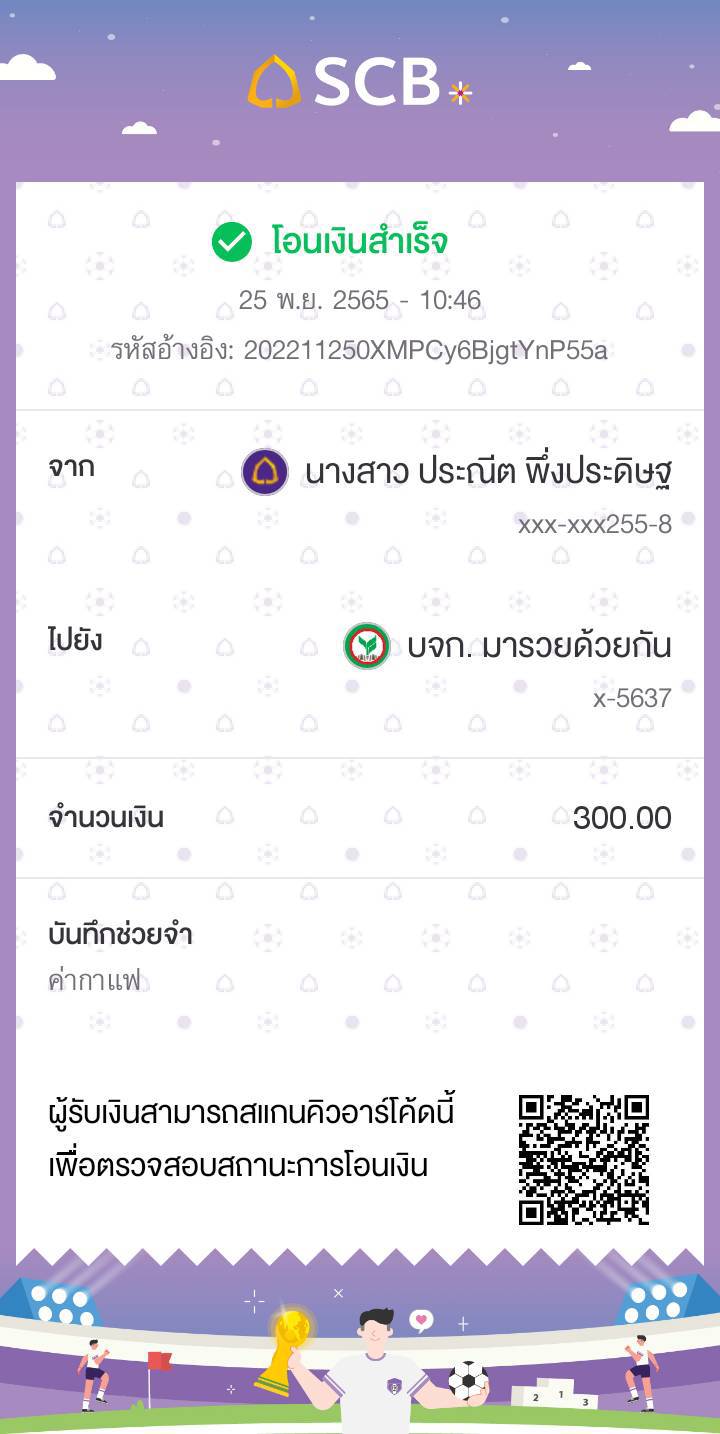 SCB
โอนเงินสำเร็จ
25 พ.ย. 2565 - 10:46
รหัสอ้างอิง: 202211250XMPCy6BjgtYnP55a
จาก
นางสาว ประณีต พึ่งประดิษฐ
xxx-xxx255-8
ไปยัง
บจก. มารวยด้วยกัน
x-5637
จำนวนเงิน
300.00
บันทึกช่วยจำ
ค่ากาแฟ
ผู้รับเงินสามารถสแกนคิวอาร์โค้ดนี้
เพื่อตรวจสอบสถานะการโอนเงิน
2 1 3